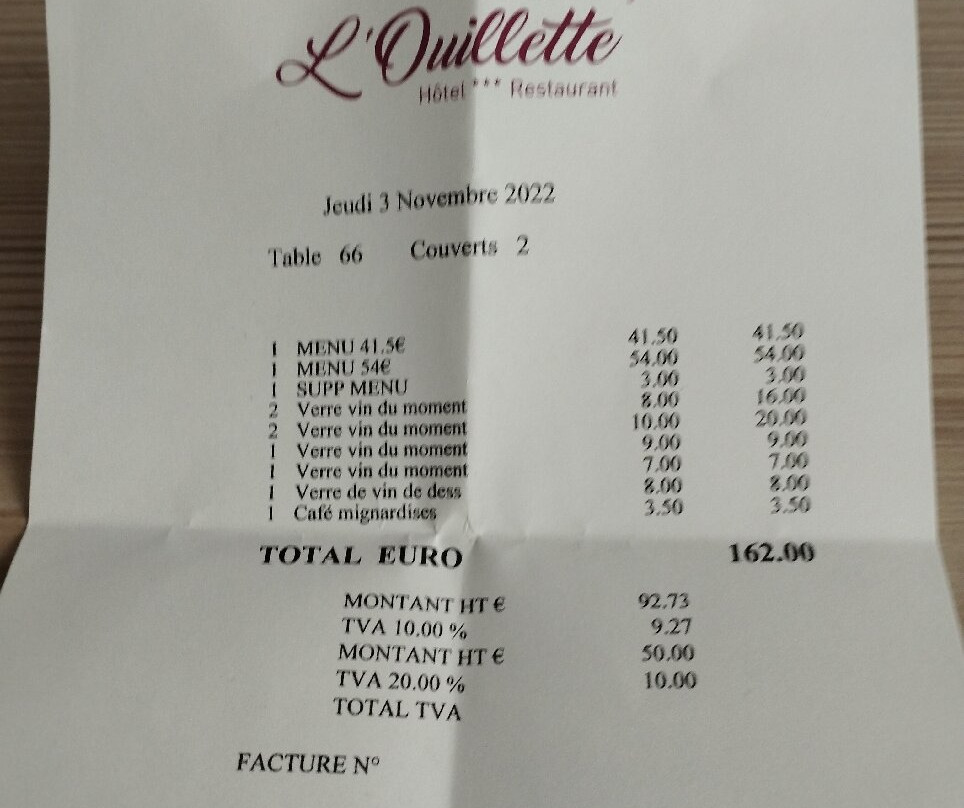 L'Ouillette
Hôtel *** Restaurant
Jeudi 3 Novembre 2022
Table 66 Couverts 2
1 MENU 41.5€ 41.50 41.50
1 MENU 54€ 54.00 54.00
1 SUPP MENU 3.00 3.00
2 Verre vin du moment 8.00 16.00
2 Verre vin du moment 10.00 20.00
1 Verre vin du moment 9.00 9.00
1 Verre vin du moment 7.00 7.00
1 Verre de vin de dess 8.00 8.00
1 Café mignardises 3.50 3.50
TOTAL EURO 162.00
MONTANT HT € 92.73
TVA 10.00 % 9.27
MONTANT HT € 50.00
TVA 20.00 % 10.00
TOTAL TVA
FACTURE N°